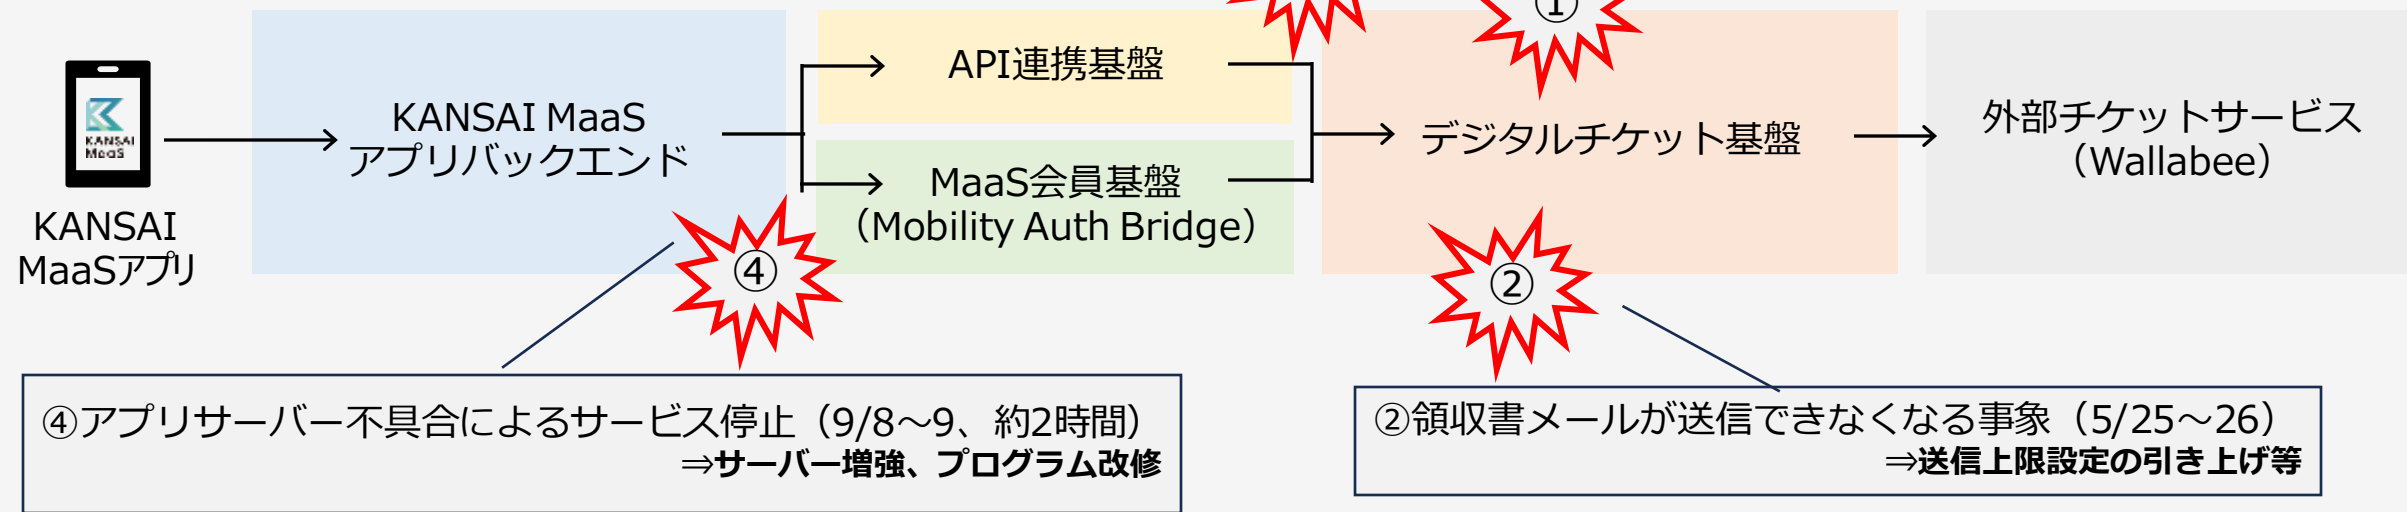 ①
API連携基盤
KANSAI
MaaS
KANSAI MaaS
アプリバックエンド
デジタルチケット基盤
外部チケットサービス
（Wallabee）
MaaS会員基盤
（Mobility Auth Bridge）
KANSAI
MaaSアプリ
④
②
④アプリサーバー不具合によるサービス停止（9/8～9、約2時間）
⇒サーバー増強、プログラム改修
②領収書メールが送信できなくなる事象（5/25～26）
⇒送信上限設定の引き上げ等